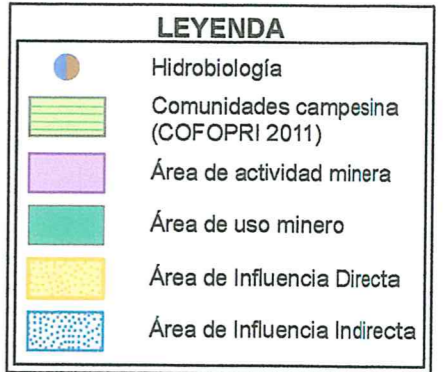 LEYENDA
Hidrobiología
Comunidades campesina
(COFOPRI 2011)
Área de actividad minera
Área de uso minero
Área de Influencia Directa
Área de Influencia Indirecta